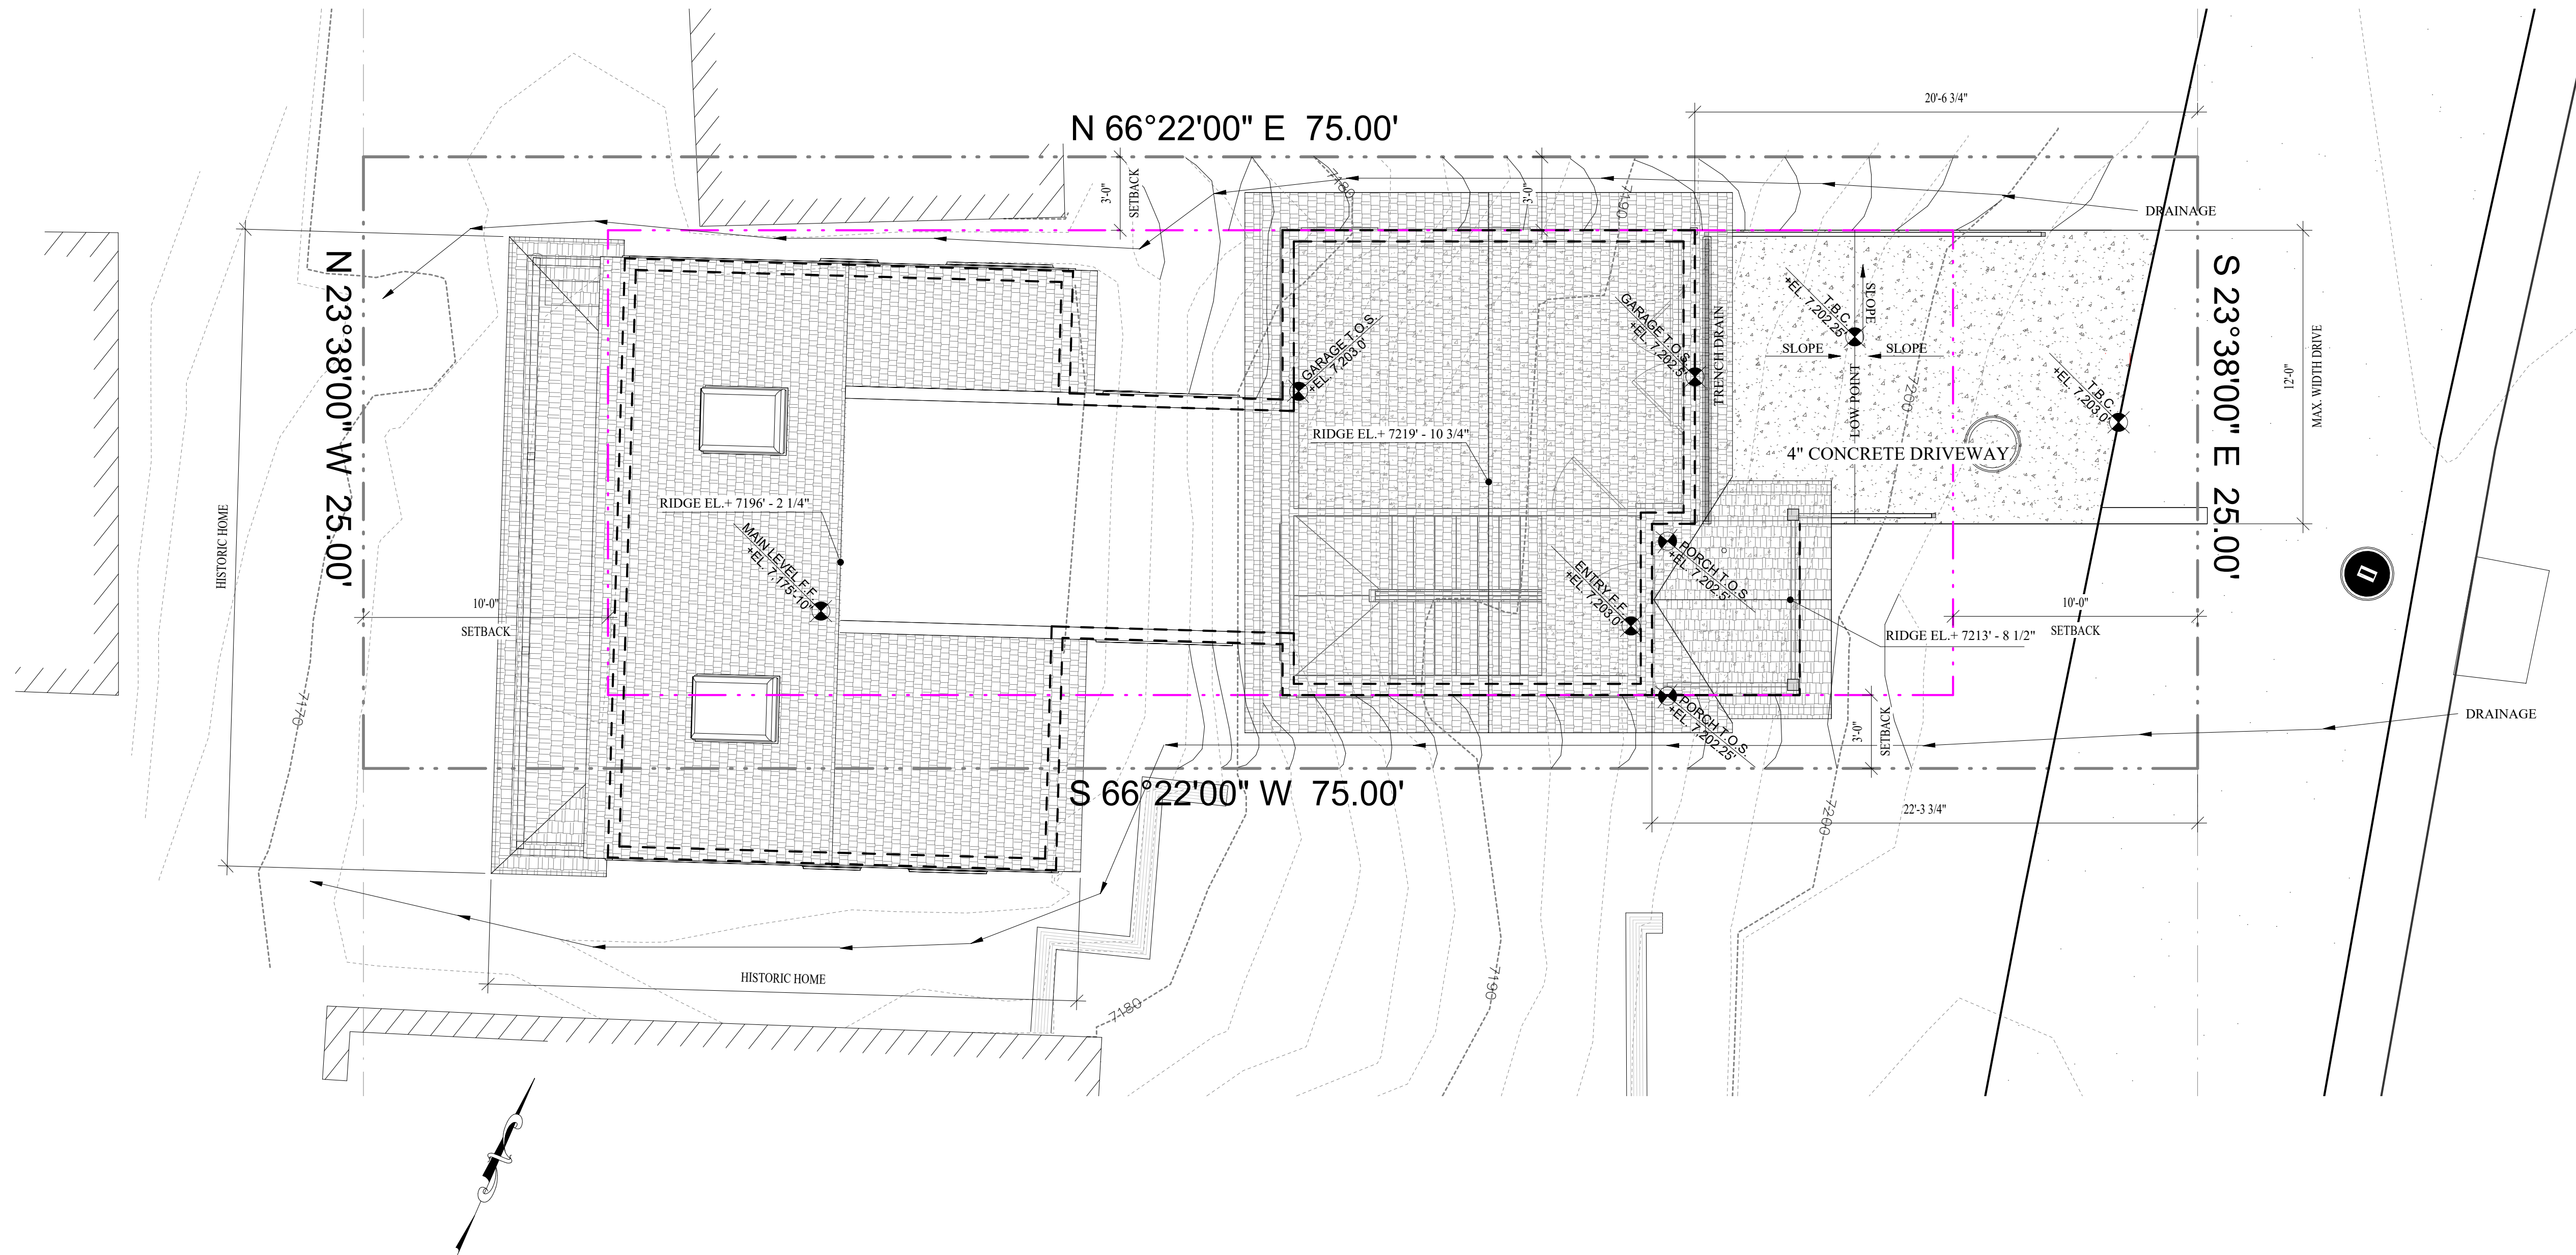 20'-6 3/4"
N 66°22'00" E 75.00'
3'-0"
SETBACK
3'-0"
7180
7190
DRAINAGE
N 23°38'00" W 25.00'
S 23°38'00" E 25.00'
HISTORIC HOME
GARAGE T.O.S.
+EL. 7,203.0'
GARAGE T.O.S.
+EL. 7,202.5'
TRENCH DRAIN
T.B.C.
+EL. 7,202.25'
SLOPE
SLOPE
SLOPE
LOW POINT
7200
T.B.C.
+EL. 7,203.0'
12'-0"
MAX. WIDTH DRIVE
RIDGE EL.+ 7219' - 10 3/4"
4" CONCRETE DRIVEWAY
RIDGE EL.+ 7196' - 2 1/4"
MAIN LEVEL F.F.
+EL. 7,175'-10"
PORCH T.O.S.
+EL. 7,202.5'
ENTRY F.F.
+EL. 7,203.0'
10'-0"
SETBACK
10'-0"
SETBACK
RIDGE EL.+ 7213' - 8 1/2"
7170
PORCH T.O.S.
+EL. 7,202.25'
3'-0"
SETBACK
DRAINAGE
S 66°22'00" W 75.00'
22'-3 3/4"
7200
HISTORIC HOME
7190
7180